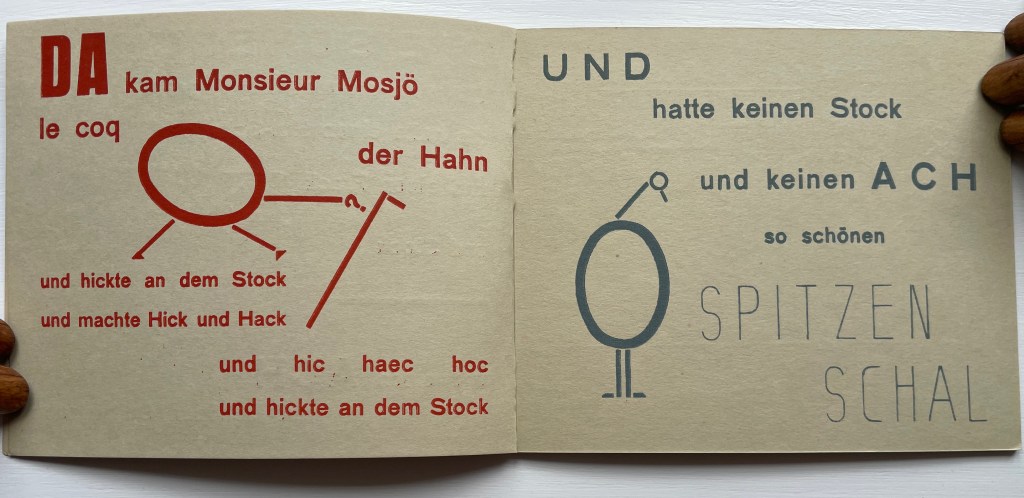 DA kam Monsieur Mosjö
le coq
der Hahn
?
und hickte an dem Stock
und machte Hick und Hack
und hic haec hoc
und hickte an dem Stock
UND
hatte keinen Stock
und keinen ACH
so schönen
SPITZEN
SCHAL